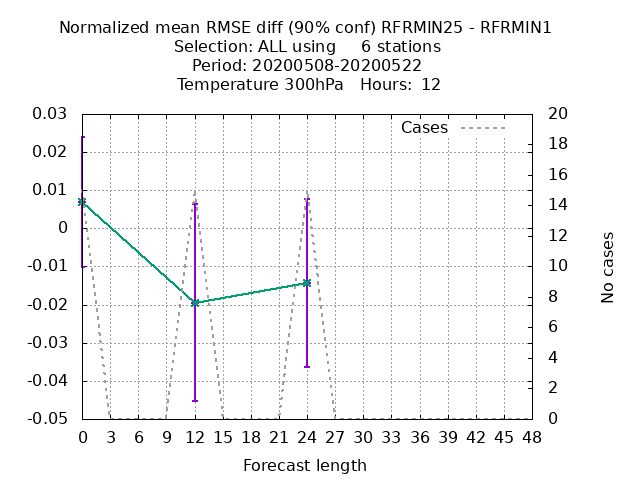 Normalized mean RMSE diff (90% conf) RFRMIN25 - RFRMIN1
Selection: ALL using     6 stations
Period: 20200508-20200522
Temperature 300hPa   Hours:  12
Cases
0.03
0.02
0.01
0
-0.01
-0.02
-0.03
-0.04
-0.05
20
18
16
14
12
10
8
6
4
2
0
No cases
0 3 6 9 12 15 18 21 24 27 30 33 36 39 42 45 48
Forecast length